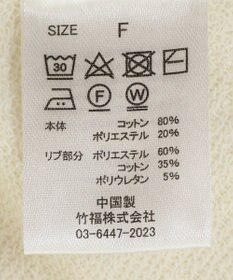 SIZE F
30
F W
本体 コットン 80%
ポリエステル 20%
リブ部分 ポリエステル 60%
コットン 35%
ポリウレタン 5%
中国製
竹福株式会社
03-6447-2023